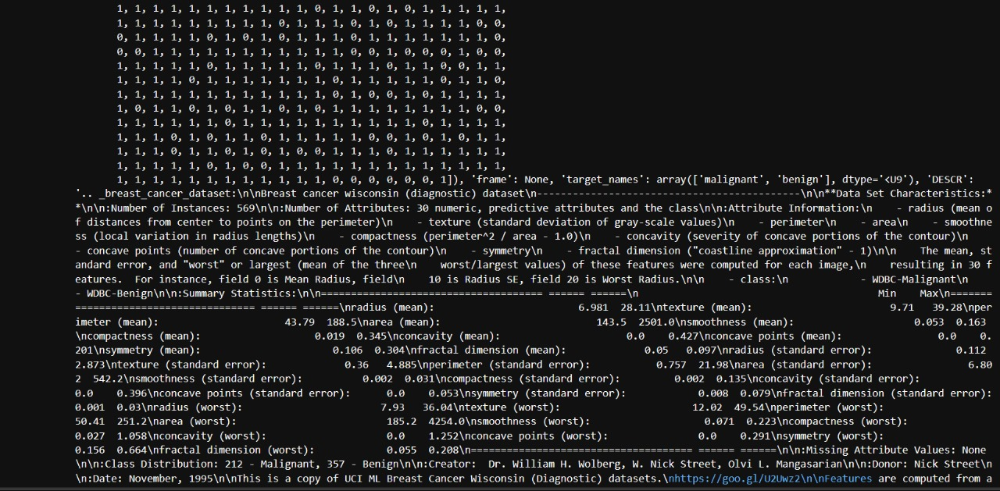 1, 1, 1, 1, 1, 1, 1, 1, 1, 1, 1, 0, 1, 1, 0, 1, 0, 1, 1, 1, 1, 1,
1, 1, 1, 1, 1, 1, 1, 1, 1, 0, 1, 1, 1, 0, 1, 0, 1, 1, 1, 1, 0, 0,
0, 1, 1, 1, 1, 0, 1, 0, 1, 0, 1, 1, 1, 0, 1, 1, 1, 1, 1, 1, 1, 0,
0, 0, 1, 1, 1, 1, 1, 1, 1, 1, 1, 1, 1, 0, 0, 1, 0, 0, 0, 1, 0, 0,
1, 1, 1, 1, 1, 0, 1, 1, 1, 1, 1, 0, 1, 1, 1, 0, 1, 1, 0, 0, 1, 1,
1, 1, 1, 1, 0, 1, 1, 1, 1, 1, 1, 1, 0, 1, 1, 1, 1, 1, 0, 1, 1, 0,
1, 1, 1, 1, 1, 1, 1, 1, 1, 1, 1, 1, 0, 1, 0, 0, 1, 0, 1, 1, 1, 1,
1, 0, 1, 1, 0, 1, 0, 1, 1, 0, 1, 0, 1, 1, 1, 1, 1, 1, 1, 1, 0, 0,
1, 1, 1, 1, 1, 1, 0, 1, 1, 1, 1, 1, 1, 1, 1, 1, 1, 0, 1, 1, 1, 1,
1, 1, 1, 0, 1, 0, 1, 1, 0, 1, 1, 1, 1, 1, 0, 0, 1, 0, 1, 0, 1, 1,
1, 1, 1, 0, 1, 1, 0, 1, 0, 1, 0, 0, 1, 1, 1, 0, 1, 1, 1, 1, 1, 1,
1, 1, 1, 1, 1, 0, 1, 0, 0, 1, 1, 1, 1, 1, 1, 1, 1, 1, 1, 1, 1, 1,
1, 1, 1, 1, 1, 1, 1, 1, 1, 1, 1, 1, 0, 0, 0, 0, 0, 0, 1]), 'frame': None, 'target_names': array(['malignant', 'benign'], dtype='<U9'), 'DESCR':
'.. _breast_cancer_dataset:\n\nBreast cancer wisconsin (diagnostic) dataset\n--------------------------------------------\n\n**Data Set Characteristics:*
*\n\n:Number of Instances: 569\n\n:Number of Attributes: 30 numeric, predictive attributes and the class\n\n:Attribute Information:\n    - radius (mean o
f distances from center to points on the perimeter)\n    - texture (standard deviation of gray-scale values)\n    - perimeter\n    - area\n    - smoothne
ss (local variation in radius lengths)\n    - compactness (perimeter^2 / area - 1.0)\n    - concavity (severity of concave portions of the contour)\n
- concave points (number of concave portions of the contour)\n    - symmetry\n    - fractal dimension ("coastline approximation" - 1)\n\n    The mean, st
andard error, and "worst" or largest (mean of the three\n    worst/largest values) of these features were computed for each image,\n    resulting in 30 f
eatures.  For instance, field 0 is Mean Radius, field\n    10 is Radius SE, field 20 is Worst Radius.\n\n    - class:\n            - WDBC-Malignant\n
- WDBC-Benign\n\n:Summary Statistics:\n\n===================================== ====== ======\n                                        Min    Max\n=======
============================== ====== ======\nradius (mean):                        6.981  28.11\ntexture (mean):                       9.71   39.28\nper
imeter (mean):                     43.79  188.5\narea (mean):                          143.5  2501.0\nsmoothness (mean):                    0.053  0.163
\ncompactness (mean):                   0.019  0.345\nconcavity (mean):                     0.0    0.427\nconcave points (mean):                0.0    0.
201\nsymmetry (mean):                      0.106  0.304\nfractal dimension (mean):             0.05   0.097\nradius (standard error):              0.112
2.873\ntexture (standard error):             0.36   4.885\nperimeter (standard error):           0.757  21.98\narea (standard error):                6.80
2  542.2\nsmoothness (standard error):          0.002  0.031\ncompactness (standard error):         0.002  0.135\nconcavity (standard error):
0.0    0.396\nconcave points (standard error):      0.0    0.053\nsymmetry (standard error):            0.008  0.079\nfractal dimension (standard error):
0.001  0.03\nradius (worst):                       7.93   36.04\ntexture (worst):                      12.02  49.54\nperimeter (worst):
50.41  251.2\narea (worst):                         185.2  4254.0\nsmoothness (worst):                   0.071  0.223\ncompactness (worst):
0.027  1.058\nconcavity (worst):                    0.0    1.252\nconcave points (worst):               0.0    0.291\nsymmetry (worst):
0.156  0.664\nfractal dimension (worst):            0.055  0.208\n===================================== ====== ======\n\n:Missing Attribute Values: None
\n\n:Class Distribution: 212 - Malignant, 357 - Benign\n\n:Creator:  Dr. William H. Wolberg, W. Nick Street, Olvi L. Mangasarian\n\n:Donor: Nick Street\n
\n:Date: November, 1995\n\nThis is a copy of UCI ML Breast Cancer Wisconsin (Diagnostic) datasets.\nhttps://goo.gl/U2Uwz2\n\nFeatures are computed from a